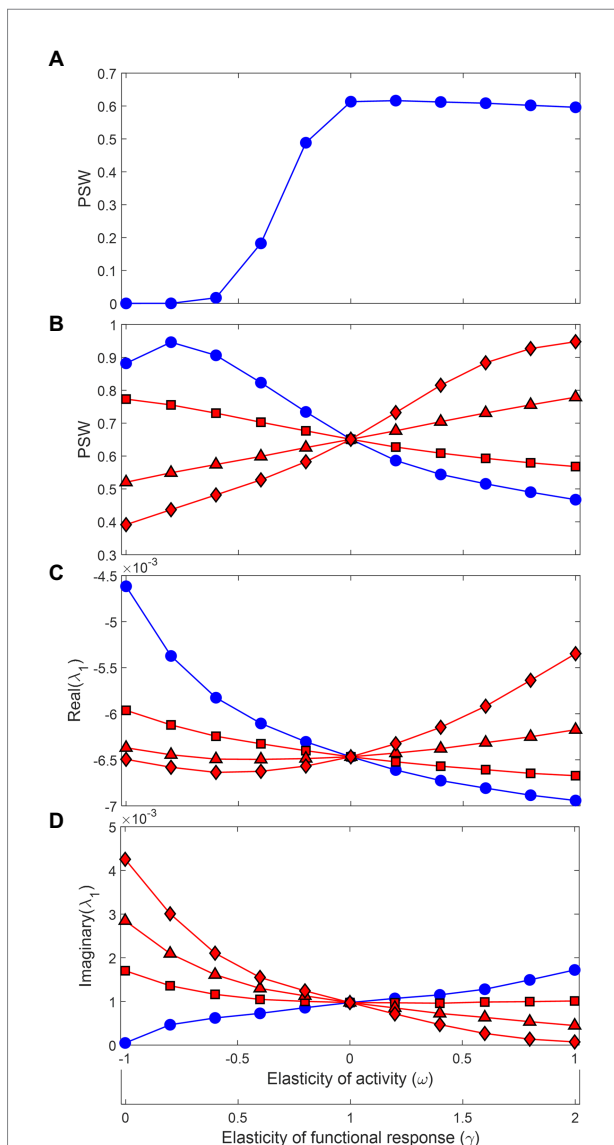 A
0.7
0.6
0.5
0.4
0.3
0.2
0.1
0
PSW
B
1
0.9
0.8
0.7
0.6
0.5
0.4
0.3
PSW
C
×10⁻³
-4.5
-5
-5.5
-6
-6.5
-7
Real(λ₁)
D
×10⁻³
5
4
3
2
1
0
Imaginary(λ₁)
-1 -0.5 0 0.5 1
Elasticity of activity (ω)
0 0.5 1 1.5 2
Elasticity of functional response (γ)